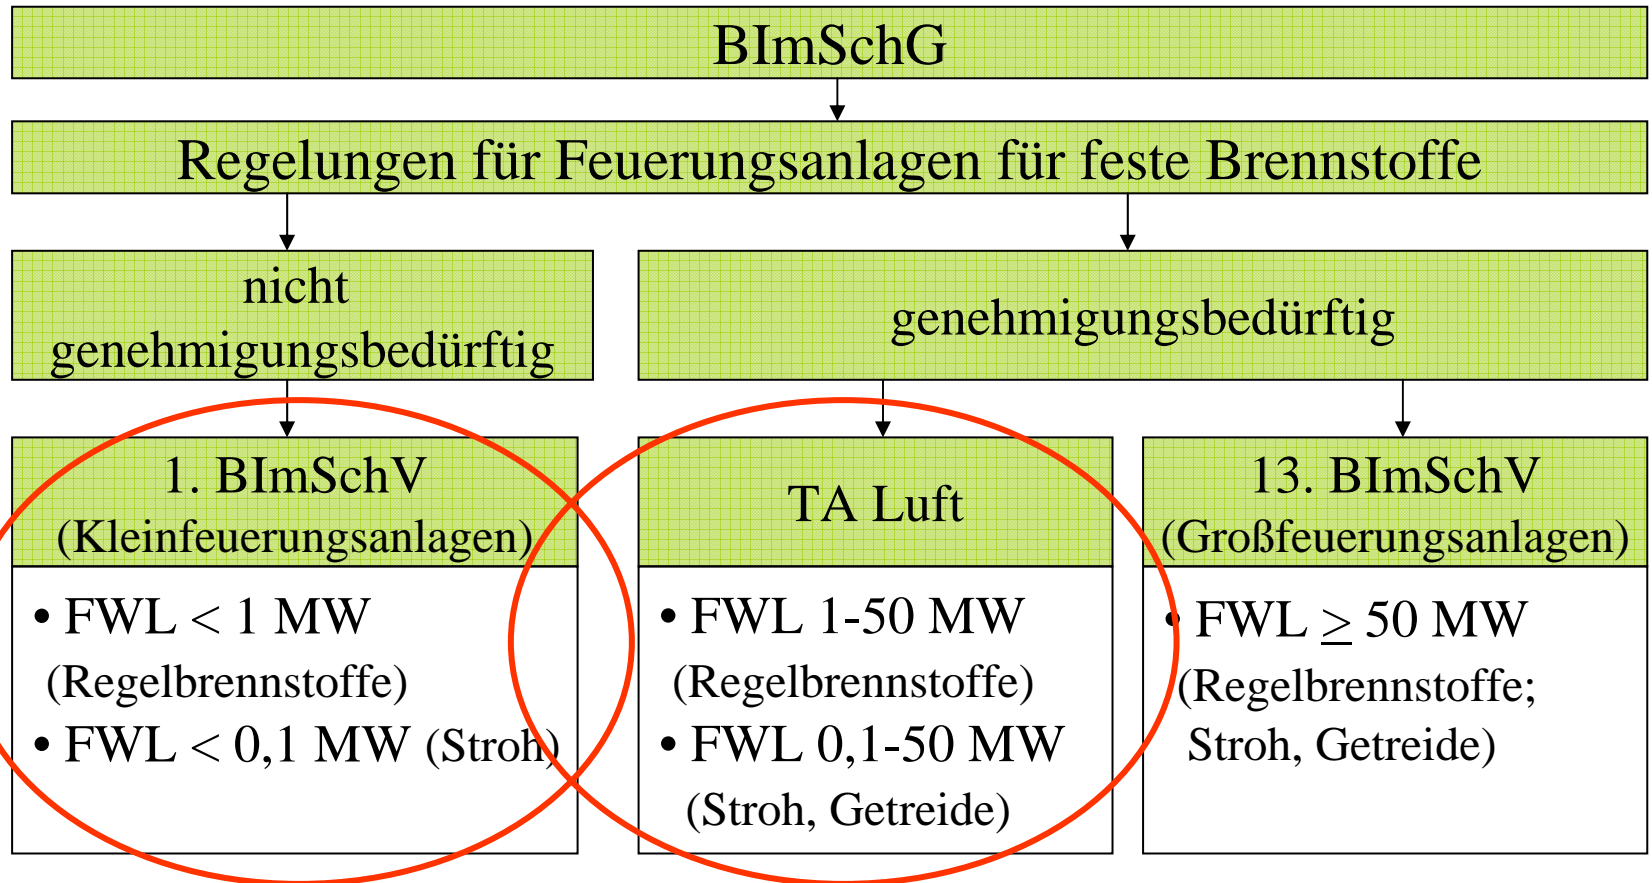 BImSchG
Regelungen für Feuerungsanlagen für feste Brennstoffe
nicht
genehmigungsbedürftig
genehmigungsbedürftig
1. BImSchV
(Kleinfeuerungsanlagen)
• FWL < 1 MW
(Regelbrennstoffe)
• FWL < 0,1 MW (Stroh)
TA Luft
• FWL 1-50 MW
(Regelbrennstoffe)
• FWL 0,1-50 MW
(Stroh, Getreide)
13. BImSchV
(Großfeuerungsanlagen)
• FWL ≥ 50 MW
(Regelbrennstoffe;
Stroh, Getreide)